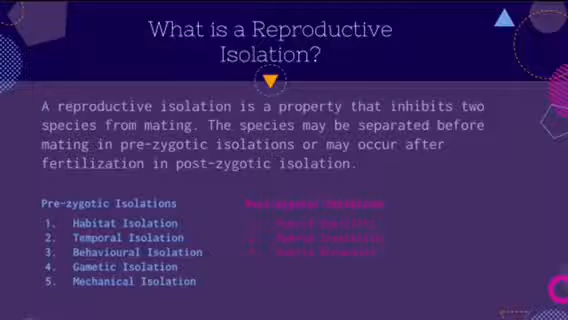 What is a Reproductive
Isolation?
A reproductive isolation is a property that inhibits two
species from mating. The species may be separated before
mating in pre-zygotic isolations or may occur after
fertilization in post-zygotic isolation.
Pre-zygotic Isolations
1. Habitat Isolation
2. Temporal Isolation
3. Behavioural Isolation
4. Gametic Isolation
5. Mechanical Isolation